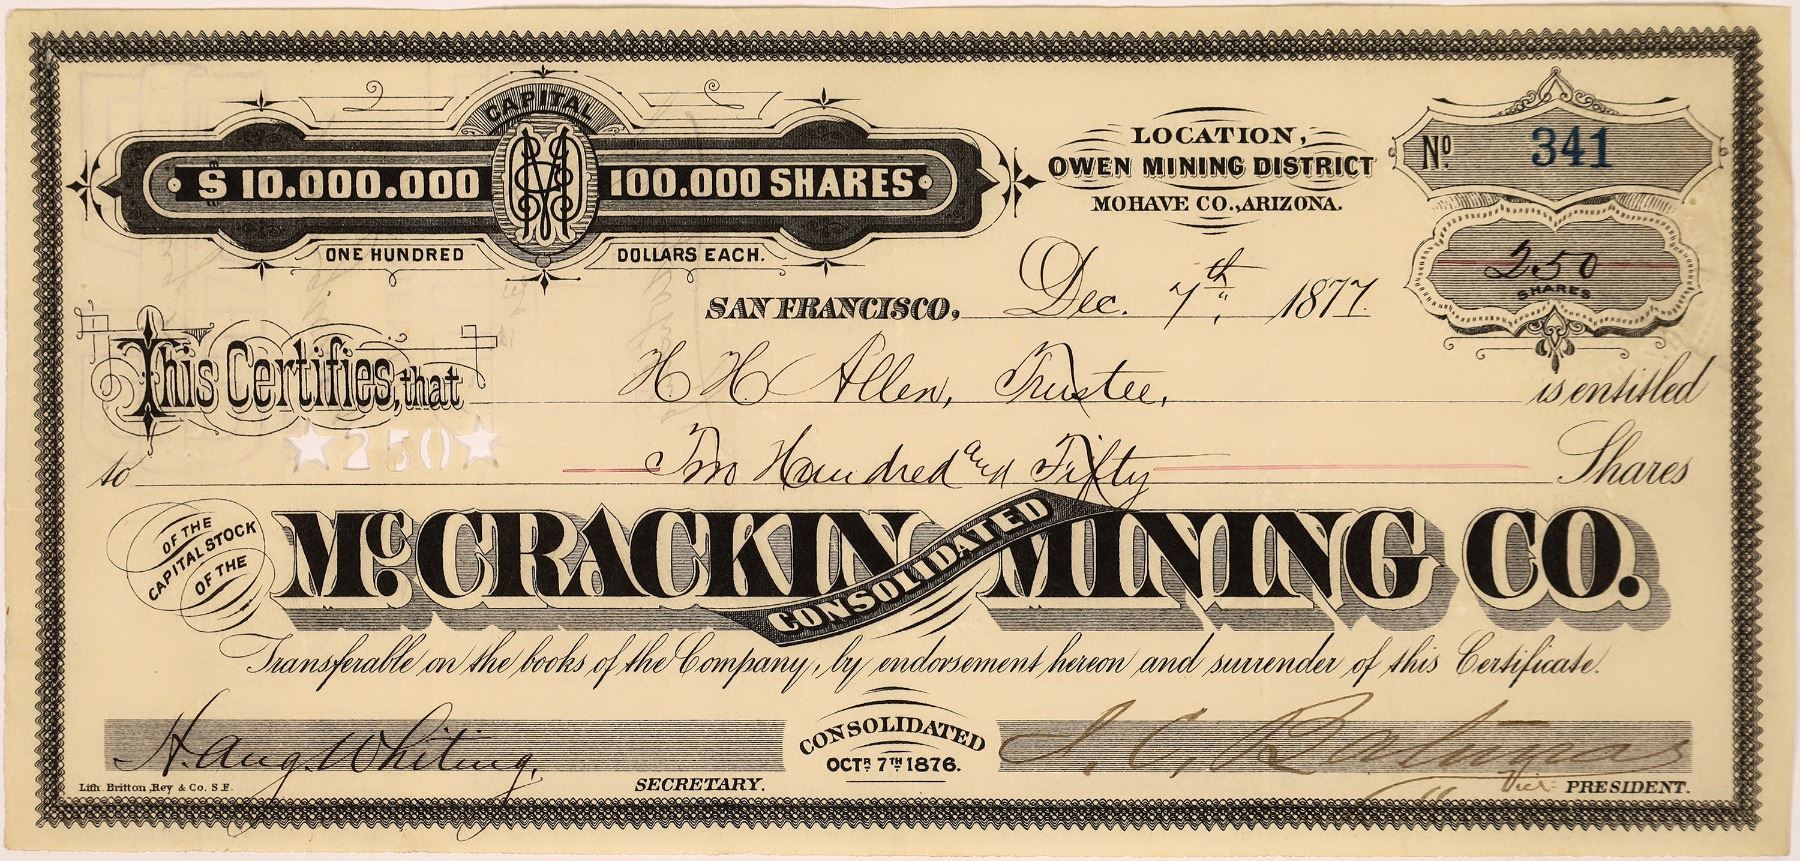 CAPITAL
$10.000.000 100.000 SHARES
ONE HUNDRED DOLLARS EACH.
LOCATION,
OWEN MINING DISTRICT
MOHAVE CO., ARIZONA.
No 341
250
SHARES
SAN FRANCISCO, Dec. 7th 1877.
This Certifies, that H H Allen, Trustee, is entitled
★250★
to Two Hundred and Fifty Shares
OF THE
CAPITAL STOCK
OF THE
McCRACKIN CONSOLIDATED MINING CO.
Transferable on the books of the Company, by endorsement hereon and surrender of this Certificate.
H. Aug. Whiting,
SECRETARY.
CONSOLIDATED
OCTR 7TH 1876.
J. C.
Vice PRESIDENT.
Lith. Britton, Rey & Co. S.F.